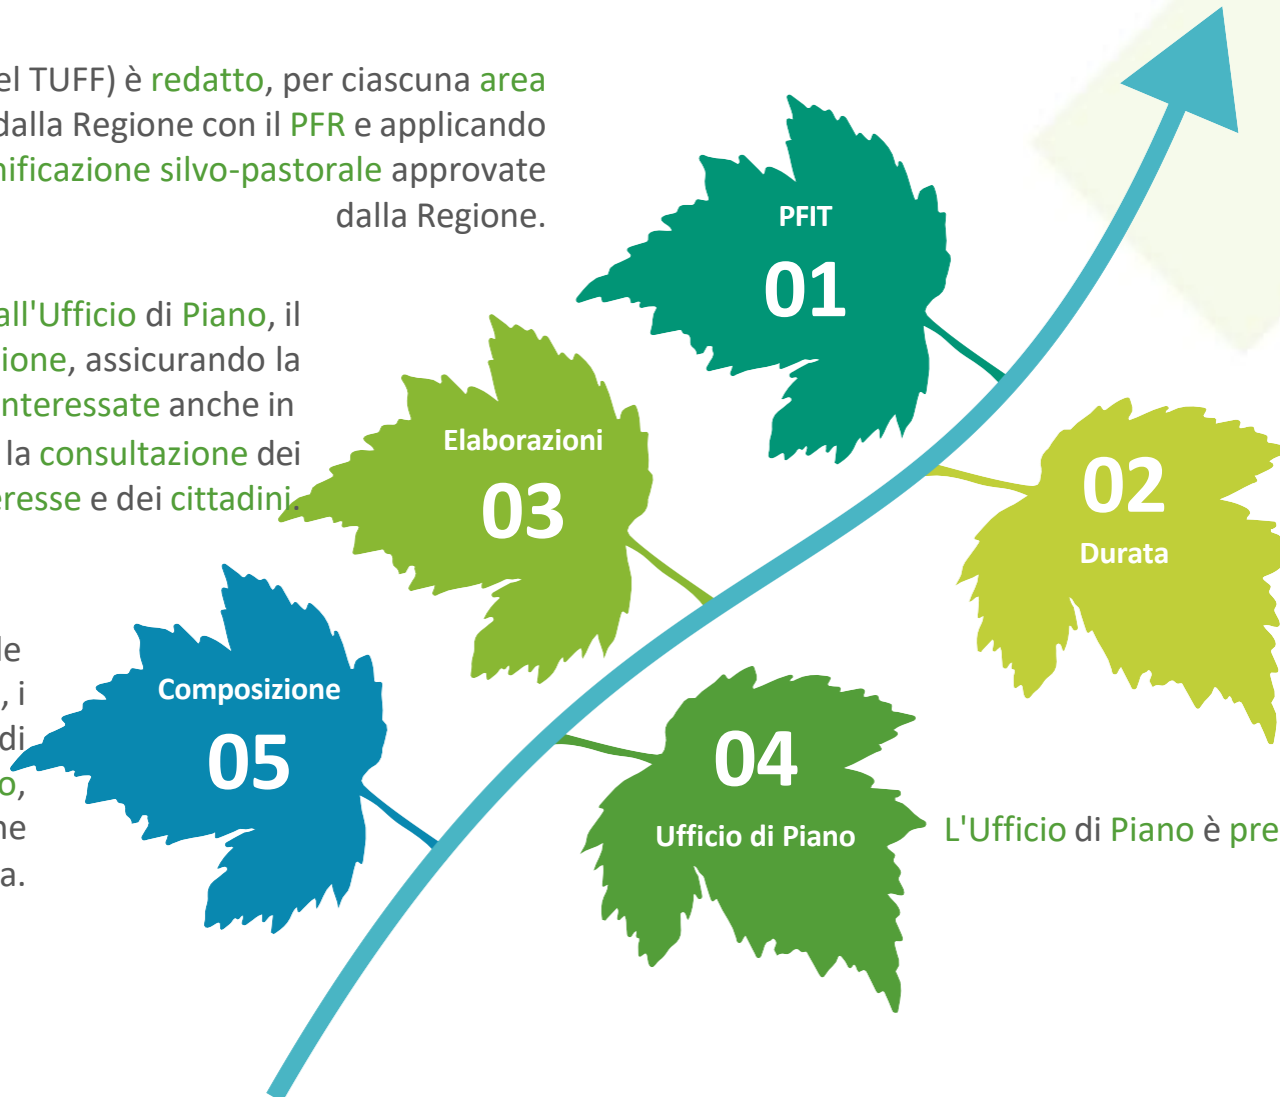 el TUFF) è redatto, per ciascuna area
dalla Regione con il PFR e applicando
nificazione silvo-pastorale approvate
dalla Regione.
PFIT
01
all'Ufficio di Piano, il
ione, assicurando la
nteressate anche in
la consultazione dei
eresse e dei cittadini.
Elaborazioni
03
02
Durata
le
, i
di
o,
ne
a.
Composizione
05
04
Ufficio di Piano
L'Ufficio di Piano è pre